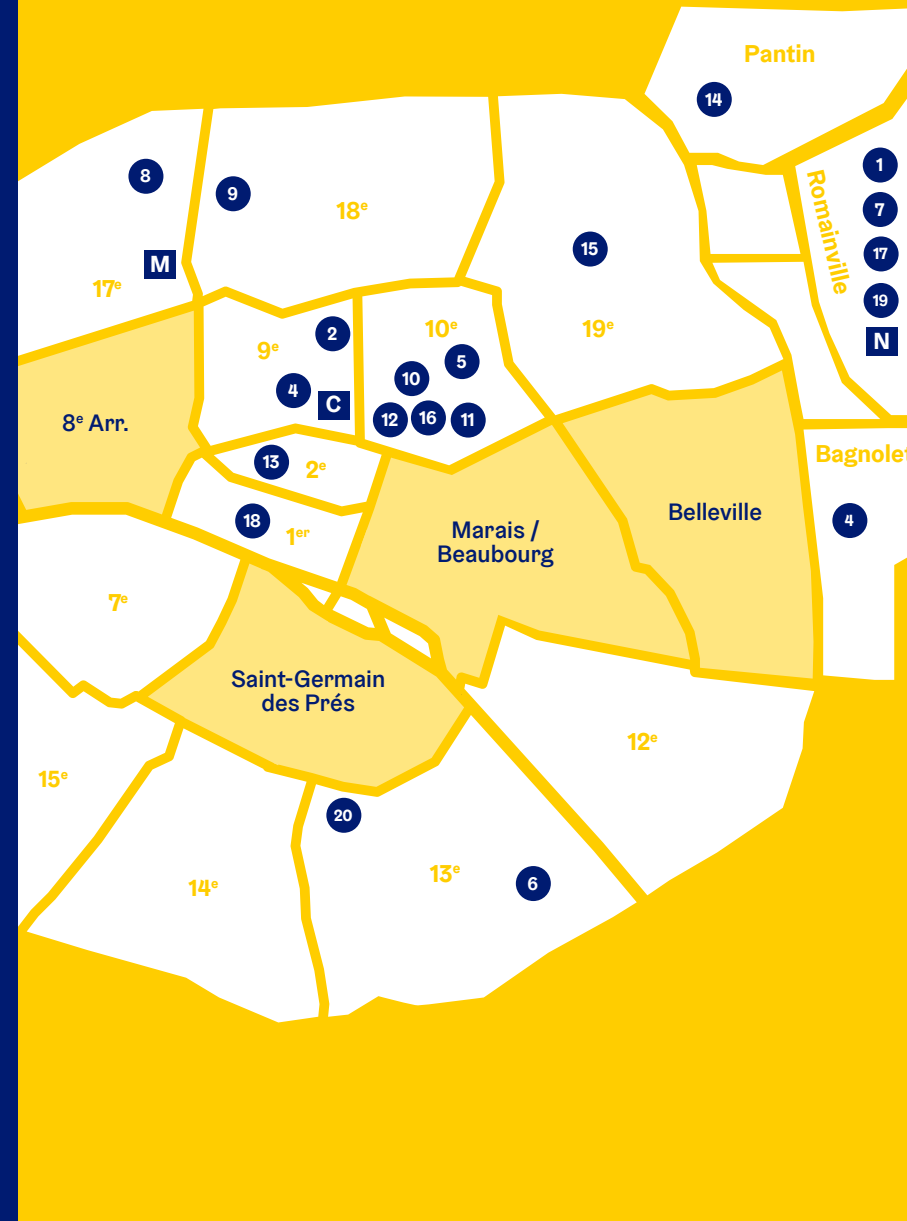 Pantin
14
1
8
Romainville
9
7
18e
15
17
M
17e
19
10e
19e
2
N
9e
5
10
4
C
8e Arr.
12
16
11
Bagnolet
13
2e
Belleville
18
4
Marais /
Beaubourg
1er
7e
Saint-Germain
des Prés
12e
15e
20
13e
6
14e